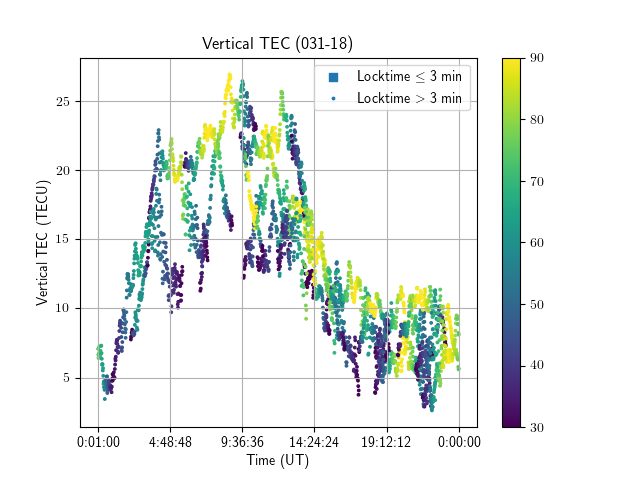 Vertical TEC (031-18)
Locktime ≤ 3 min
Locktime > 3 min
Vertical TEC (TECU)
25
20
15
10
5
0:01:00 4:48:48 9:36:36 14:24:24 19:12:12 0:00:00
Time (UT)
90
80
70
60
50
40
30